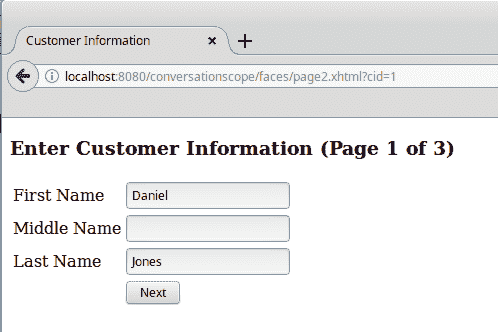 Customer Information
localhost:8080/conversationscope/faces/page2.xhtml?cid=1
Enter Customer Information (Page 1 of 3)
First Name Daniel
Middle Name
Last Name Jones
Next